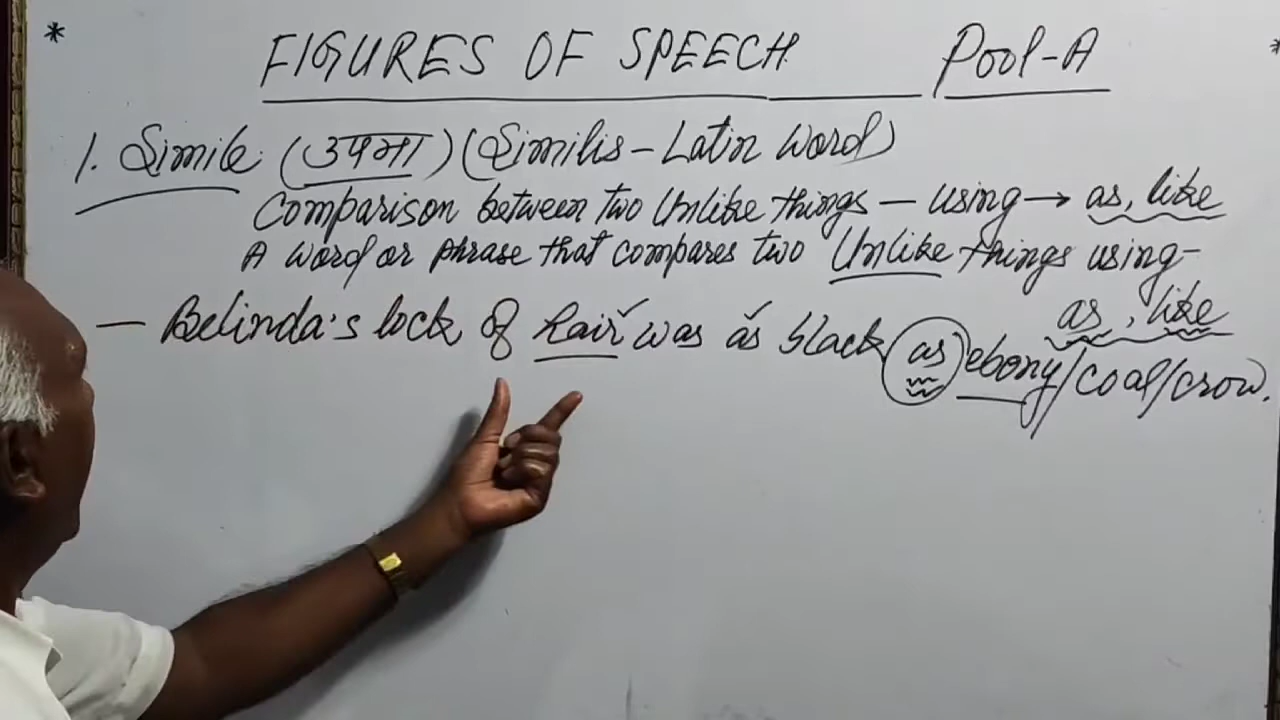 * FIGURES OF SPEECH Pool-A *
1. Simile (उपमा) (Similis - Latin Word)
Comparison between two Unlike things — using → as, like
A word or phrase that compares two Unlike things using -
as, like
— Belinda's lock of hair was as black as ebony/coal/crow.